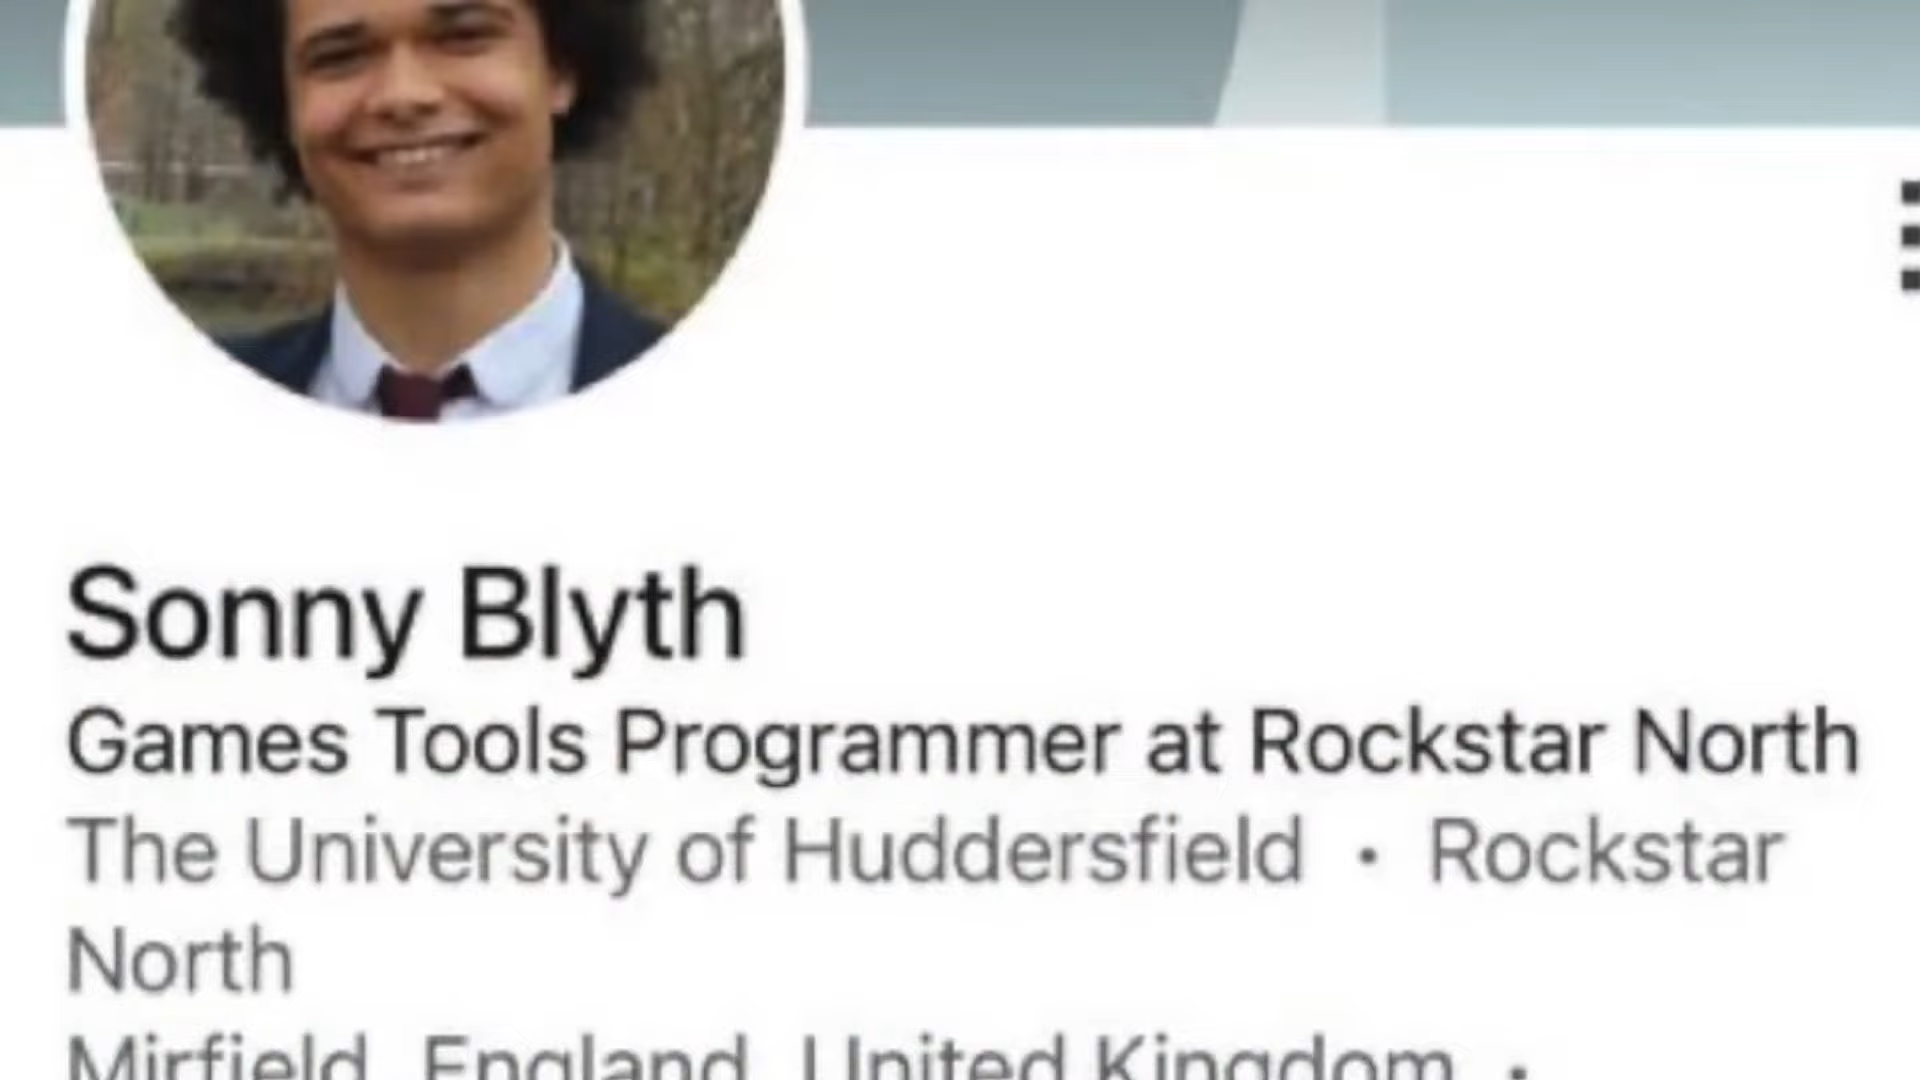 Sonny Blyth
Games Tools Programmer at Rockstar North
The University of Huddersfield · Rockstar
North
Mirfield, England, United Kingdom ·